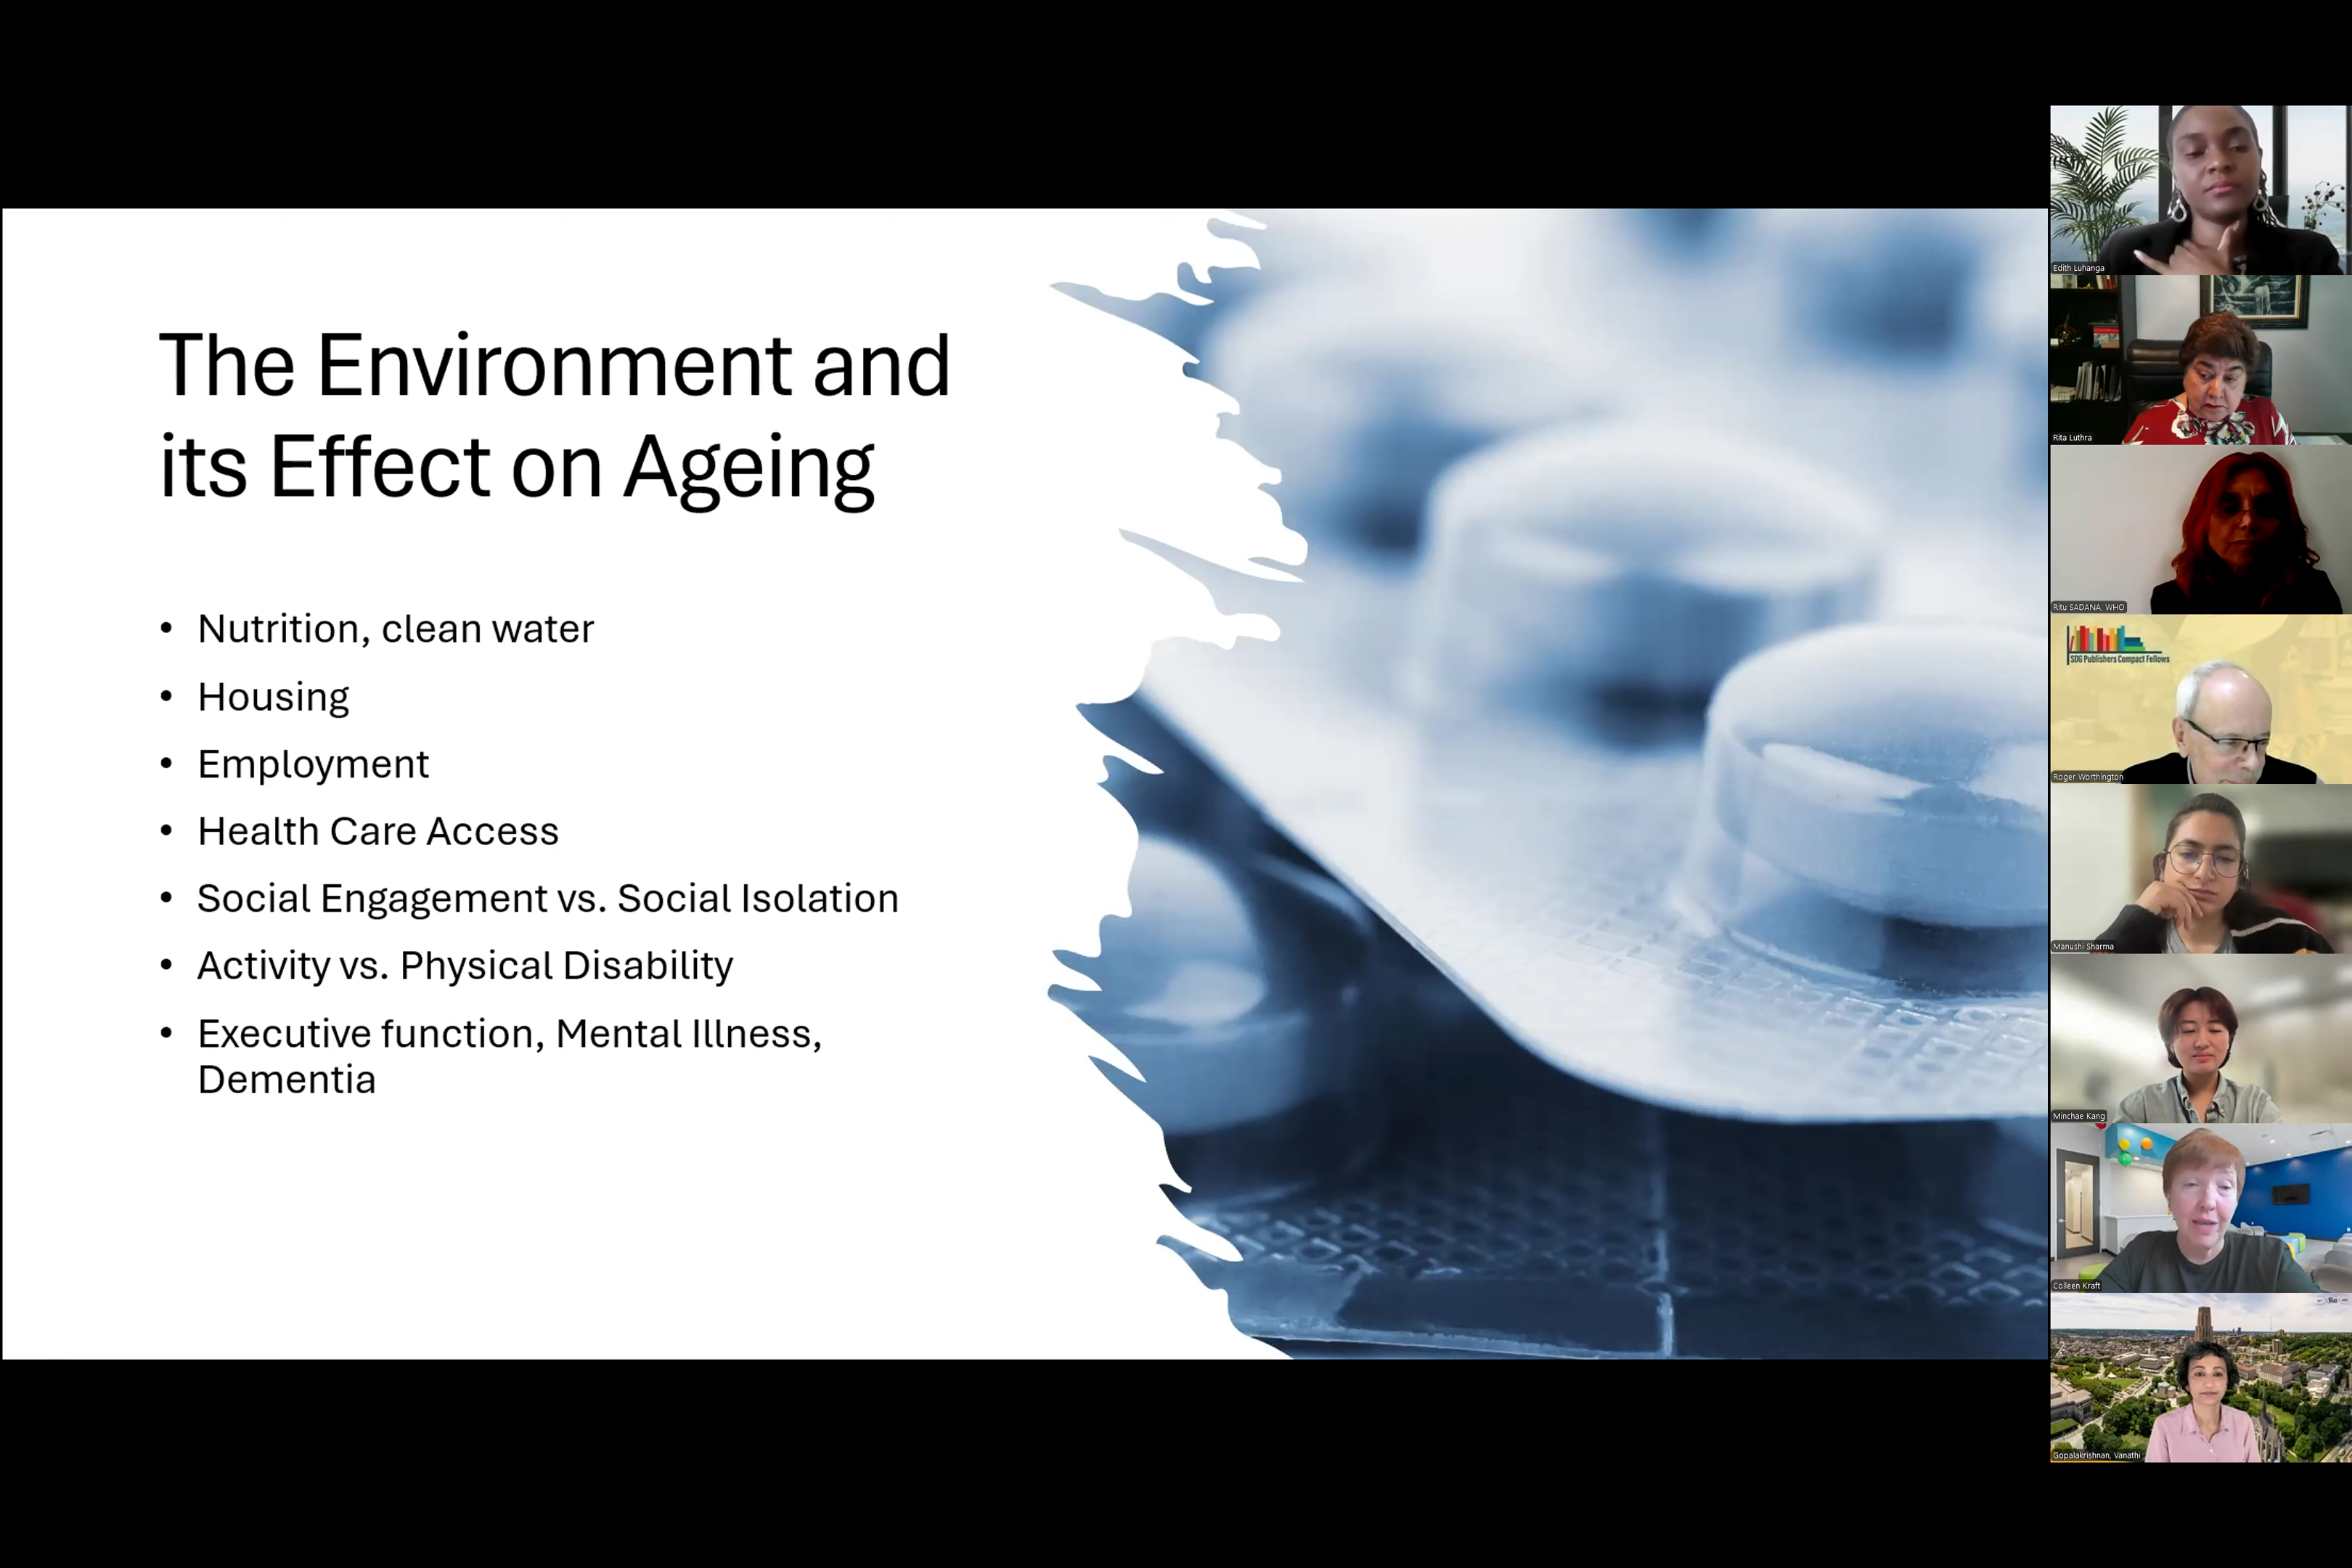 The Environment and
its Effect on Ageing
• Nutrition, clean water
• Housing
• Employment
• Health Care Access
• Social Engagement vs. Social Isolation
• Activity vs. Physical Disability
• Executive function, Mental Illness,
Dementia
Edith Luhanga
Rita Luthra
Ritu SADANA, WHO
SDG Publishers Compact Fellows
Roger Worthington
Manushi Sharma
Minchae Kang
Colleen Kraft
Gopalakrishnan, Vanathi